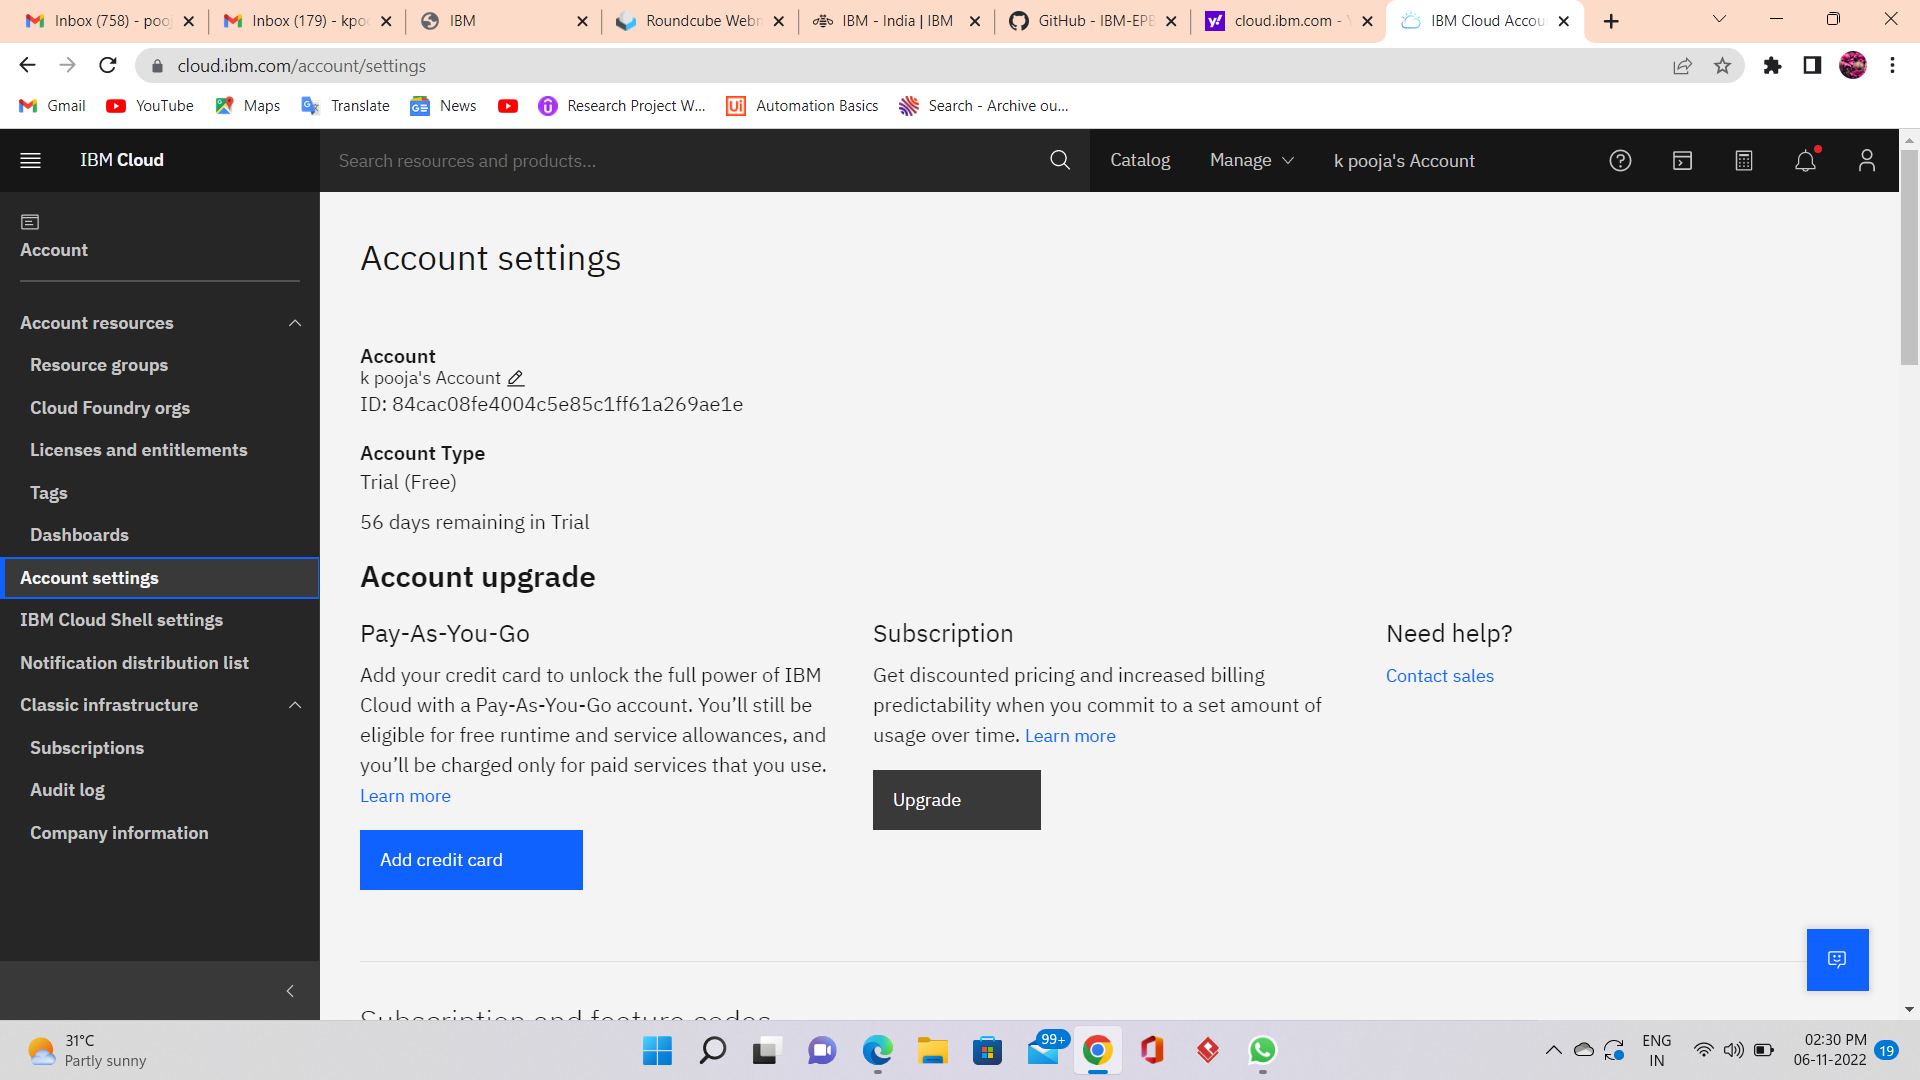 Inbox (758) - pooj
Inbox (179) - kpoo
IBM
Roundcube Webm
IBM - India | IBM
GitHub - IBM-EPB
cloud.ibm.com - Y
IBM Cloud Accou
cloud.ibm.com/account/settings
Gmail
YouTube
Maps
Translate
News
Research Project W...
Automation Basics
Search - Archive ou...
IBM Cloud
Search resources and products...
Catalog
Manage
k pooja's Account
Account
Account resources
Resource groups
Cloud Foundry orgs
Licenses and entitlements
Tags
Dashboards
Account settings
IBM Cloud Shell settings
Notification distribution list
Classic infrastructure
Subscriptions
Audit log
Company information
Account settings
Account
k pooja's Account
ID: 84cac08fe4004c5e85c1ff61a269ae1e
Account Type
Trial (Free)
56 days remaining in Trial
Account upgrade
Pay-As-You-Go
Add your credit card to unlock the full power of IBM
Cloud with a Pay-As-You-Go account. You’ll still be
eligible for free runtime and service allowances, and
you’ll be charged only for paid services that you use.
Learn more
Add credit card
Subscription
Get discounted pricing and increased billing
predictability when you commit to a set amount of
usage over time. Learn more
Upgrade
Need help?
Contact sales
Subscription and feature codes
31°C
Partly sunny
99+
ENG
IN
02:30 PM
06-11-2022
19